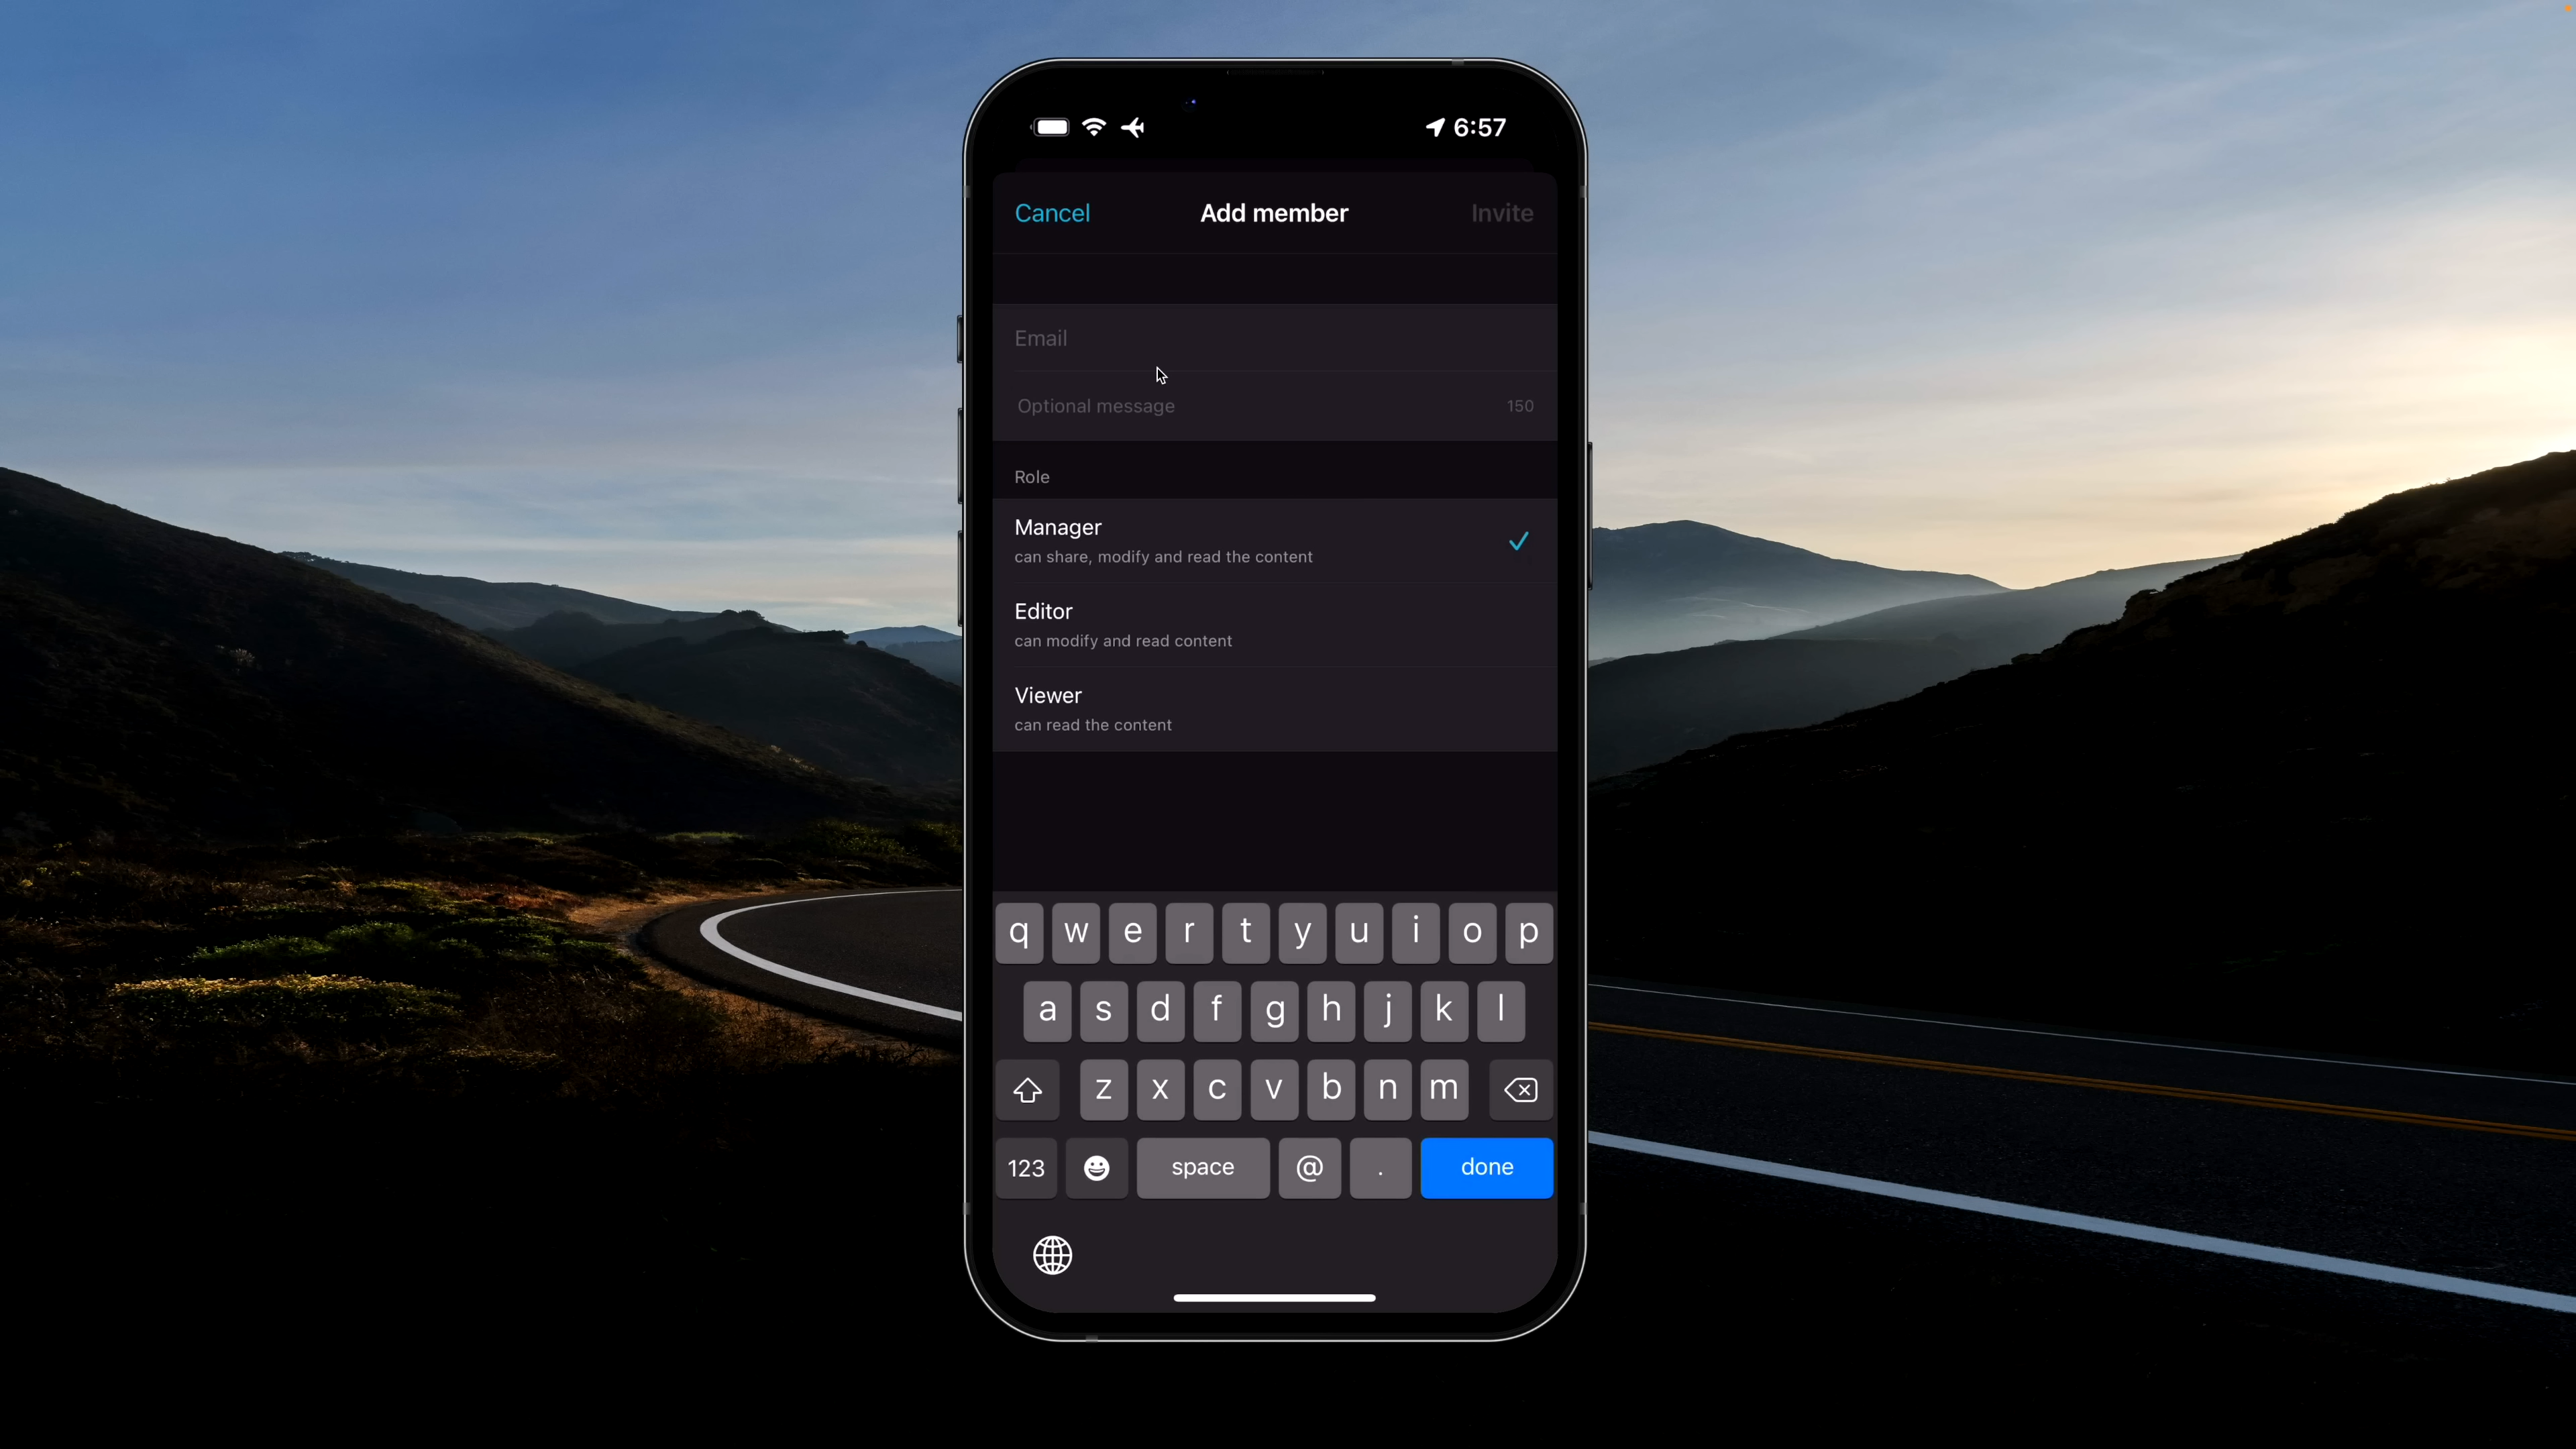 6:57
Cancel Add member Invite
Email
Optional message 150
Role
Manager
can share, modify and read the content
Editor
can modify and read content
Viewer
can read the content
q w e r t y u i o p
a s d f g h j k l
z x c v b n m
123 space @ . done